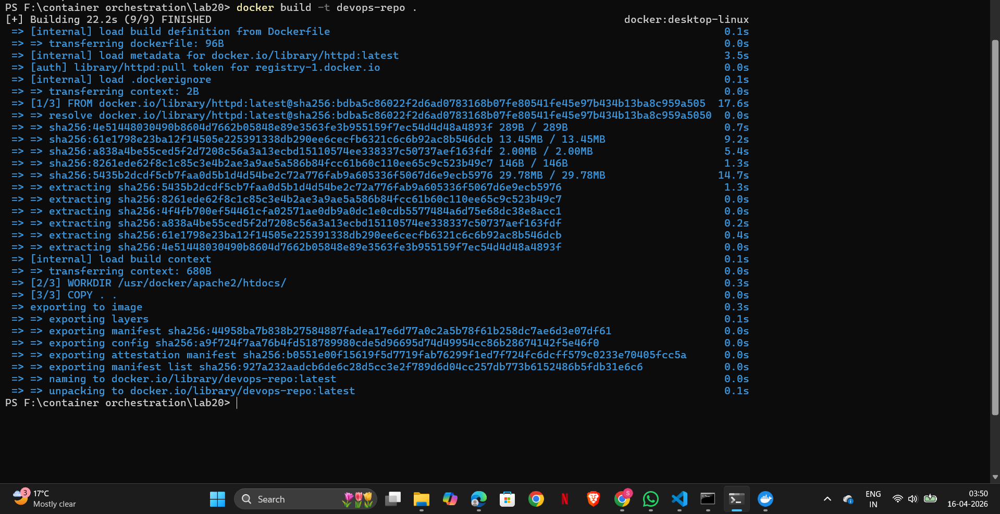 PS F:\container orchestration\lab20> docker build -t devops-repo .
[+] Building 22.2s (9/9) FINISHED docker:desktop-linux
=> [internal] load build definition from Dockerfile 0.1s
=> => transferring dockerfile: 96B 0.0s
=> [internal] load metadata for docker.io/library/httpd:latest 3.5s
=> [auth] library/httpd:pull token for registry-1.docker.io 0.0s
=> [internal] load .dockerignore 0.1s
=> => transferring context: 2B 0.0s
=> [1/3] FROM docker.io/library/httpd:latest@sha256:bdba5c86022f2d6ad0783168b07fe80541fe45e97b434b13ba8c959a505 17.6s
=> => resolve docker.io/library/httpd:latest@sha256:bdba5c86022f2d6ad0783168b07fe80541fe45e97b434b13ba8c959a5050 0.0s
=> => sha256:4e51448030490b8604d7662b05848e89e3563fe3b955159f7ec54d4d48a4893f 289B / 289B 0.7s
=> => sha256:61e1798e23ba12f14505e225391338db290ee6cecfb6321c6c6b92ac8b546dcb 13.45MB / 13.45MB 9.2s
=> => sha256:a838a4be55ced5f2d7208c56a3a13ecbd15110574ee338337c50737aef163fdf 2.00MB / 2.00MB 5.4s
=> => sha256:8261ede62f8c1c85c3e4b2ae3a9ae5a586b84fcc61b60c110ee65c9c523b49c7 146B / 146B 1.3s
=> => sha256:5435b2dcdf5cb7faa0d5b1d4d54be2c72a776fab9a605336f5067d6e9ecb5976 29.78MB / 29.78MB 14.7s
=> => extracting sha256:5435b2dcdf5cb7faa0d5b1d4d54be2c72a776fab9a605336f5067d6e9ecb5976 1.3s
=> => extracting sha256:8261ede62f8c1c85c3e4b2ae3a9ae5a586b84fcc61b60c110ee65c9c523b49c7 0.0s
=> => extracting sha256:4f4fb700ef54461cfa02571ae0db9a0dc1e0cdb5577484a6d75e68dc38e8acc1 0.0s
=> => extracting sha256:a838a4be55ced5f2d7208c56a3a13ecbd15110574ee338337c50737aef163fdf 0.2s
=> => extracting sha256:61e1798e23ba12f14505e225391338db290ee6cecfb6321c6c6b92ac8b546dcb 0.4s
=> => extracting sha256:4e51448030490b8604d7662b05848e89e3563fe3b955159f7ec54d4d48a4893f 0.0s
=> [internal] load build context 0.1s
=> => transferring context: 680B 0.0s
=> [2/3] WORKDIR /usr/docker/apache2/htdocs/ 0.3s
=> [3/3] COPY . . 0.0s
=> exporting to image 0.3s
=> => exporting layers 0.1s
=> => exporting manifest sha256:44958ba7b838b27584887fadea17e6d77a0c2a5b78f61b258dc7ae6d3e07df61 0.0s
=> => exporting config sha256:a9f724f7aa76b4fd518789980cde5d96695d74d49954cc86b28674142f5e46f0 0.0s
=> => exporting attestation manifest sha256:b0551e00f15619f5d7719fab76299f1ed7f724fc6dcff579c0233e70405fcc5a 0.0s
=> => exporting manifest list sha256:927a232aadcb6de6c28d5cc3e2f789d6d04cc257db773b6152486b5fdb31e6c6 0.0s
=> => naming to docker.io/library/devops-repo:latest 0.0s
=> => unpacking to docker.io/library/devops-repo:latest 0.1s
PS F:\container orchestration\lab20>
3
17°C
Mostly clear
Search
S
ENG
IN
03:50
16-04-2026